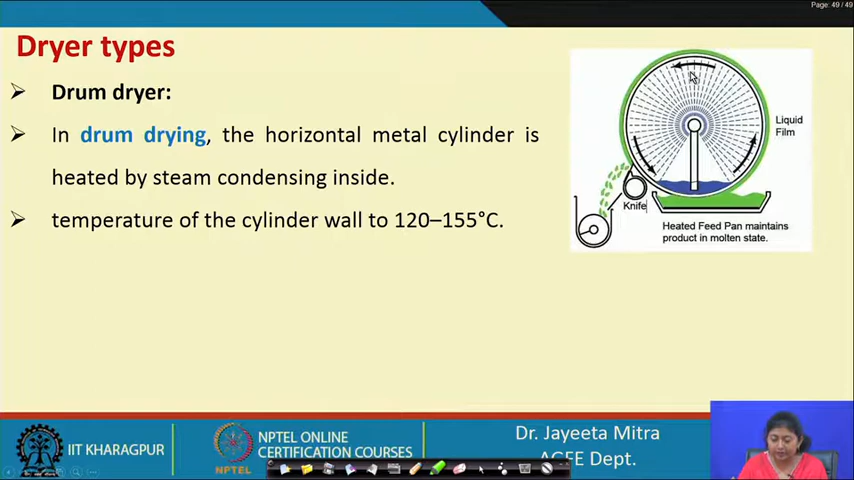 Page: 49 / 49
Dryer types
Drum dryer:
In drum drying, the horizontal metal cylinder is
heated by steam condensing inside.
temperature of the cylinder wall to 120–155°C.
Liquid
Film
Knife
Heated Feed Pan maintains
product in molten state.
IIT KHARAGPUR
NPTEL
NPTEL ONLINE
CERTIFICATION COURSES
Dr. Jayeeta Mitra
AGFE Dept.